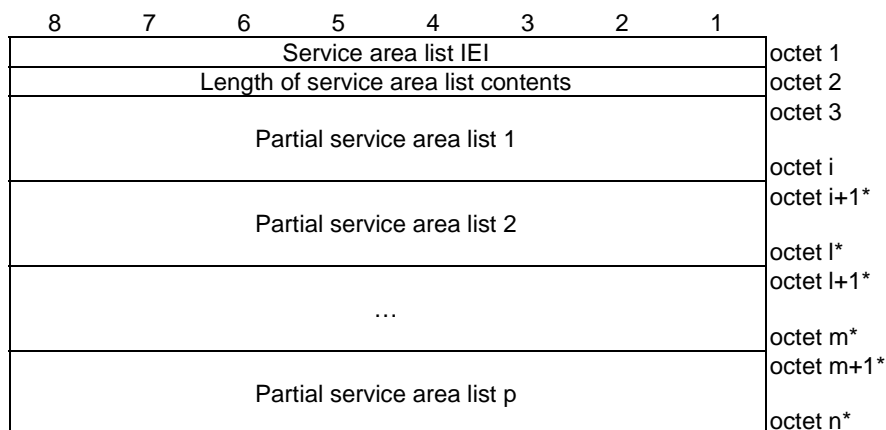 8 7 6 5 4 3 2 1
Service area list IEI octet 1
Length of service area list contents octet 2
octet 3
Partial service area list 1
octet i
octet i+1*
Partial service area list 2
octet l*
octet l+1*
…
octet m*
octet m+1*
Partial service area list p
octet n*